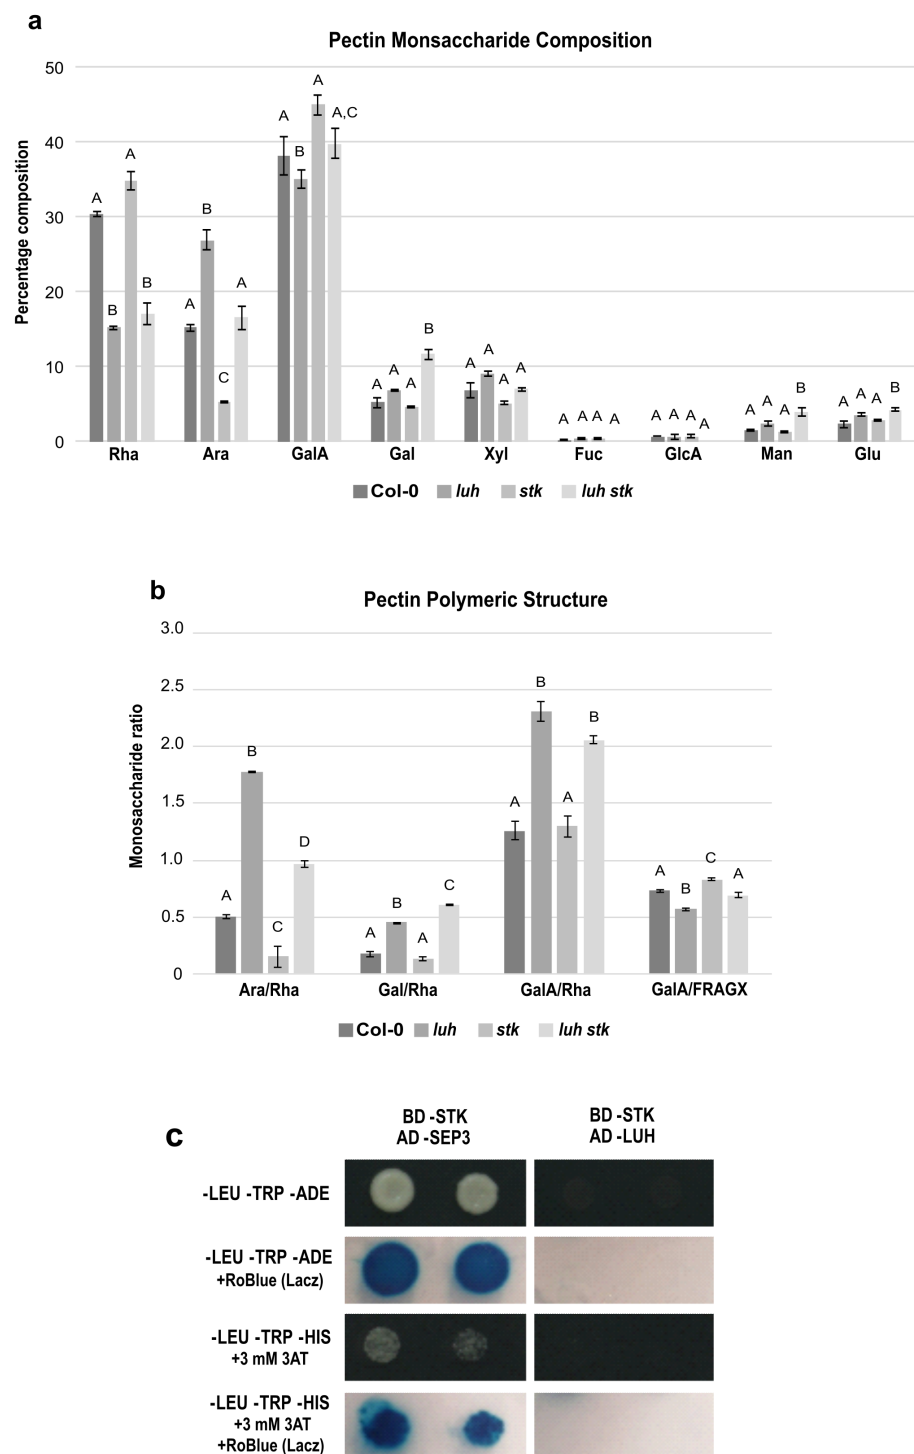 a
Pectin Monsaccharide Composition
Percentage composition
50
40
30
20
10
0
A B A B
A B C A
A B A A,C
A A A B
A A A A
A A A A
A A A A
A A A B
A A A B
Rha Ara GalA Gal Xyl Fuc GlcA Man Glu
Col-0 luh stk luh stk
b
Pectin Polymeric Structure
Monosaccharide ratio
3.0
2.5
2.0
1.5
1.0
0.5
0
A B C D
A B A C
A B A B
A B C A
Ara/Rha Gal/Rha GalA/Rha GalA/FRAGX
Col-0 luh stk luh stk
c
BD -STK
AD -SEP3
BD -STK
AD -LUH
-LEU -TRP -ADE
-LEU -TRP -ADE
+RoBlue (Lacz)
-LEU -TRP -HIS
+3 mM 3AT
-LEU -TRP -HIS
+3 mM 3AT
+RoBlue (Lacz)